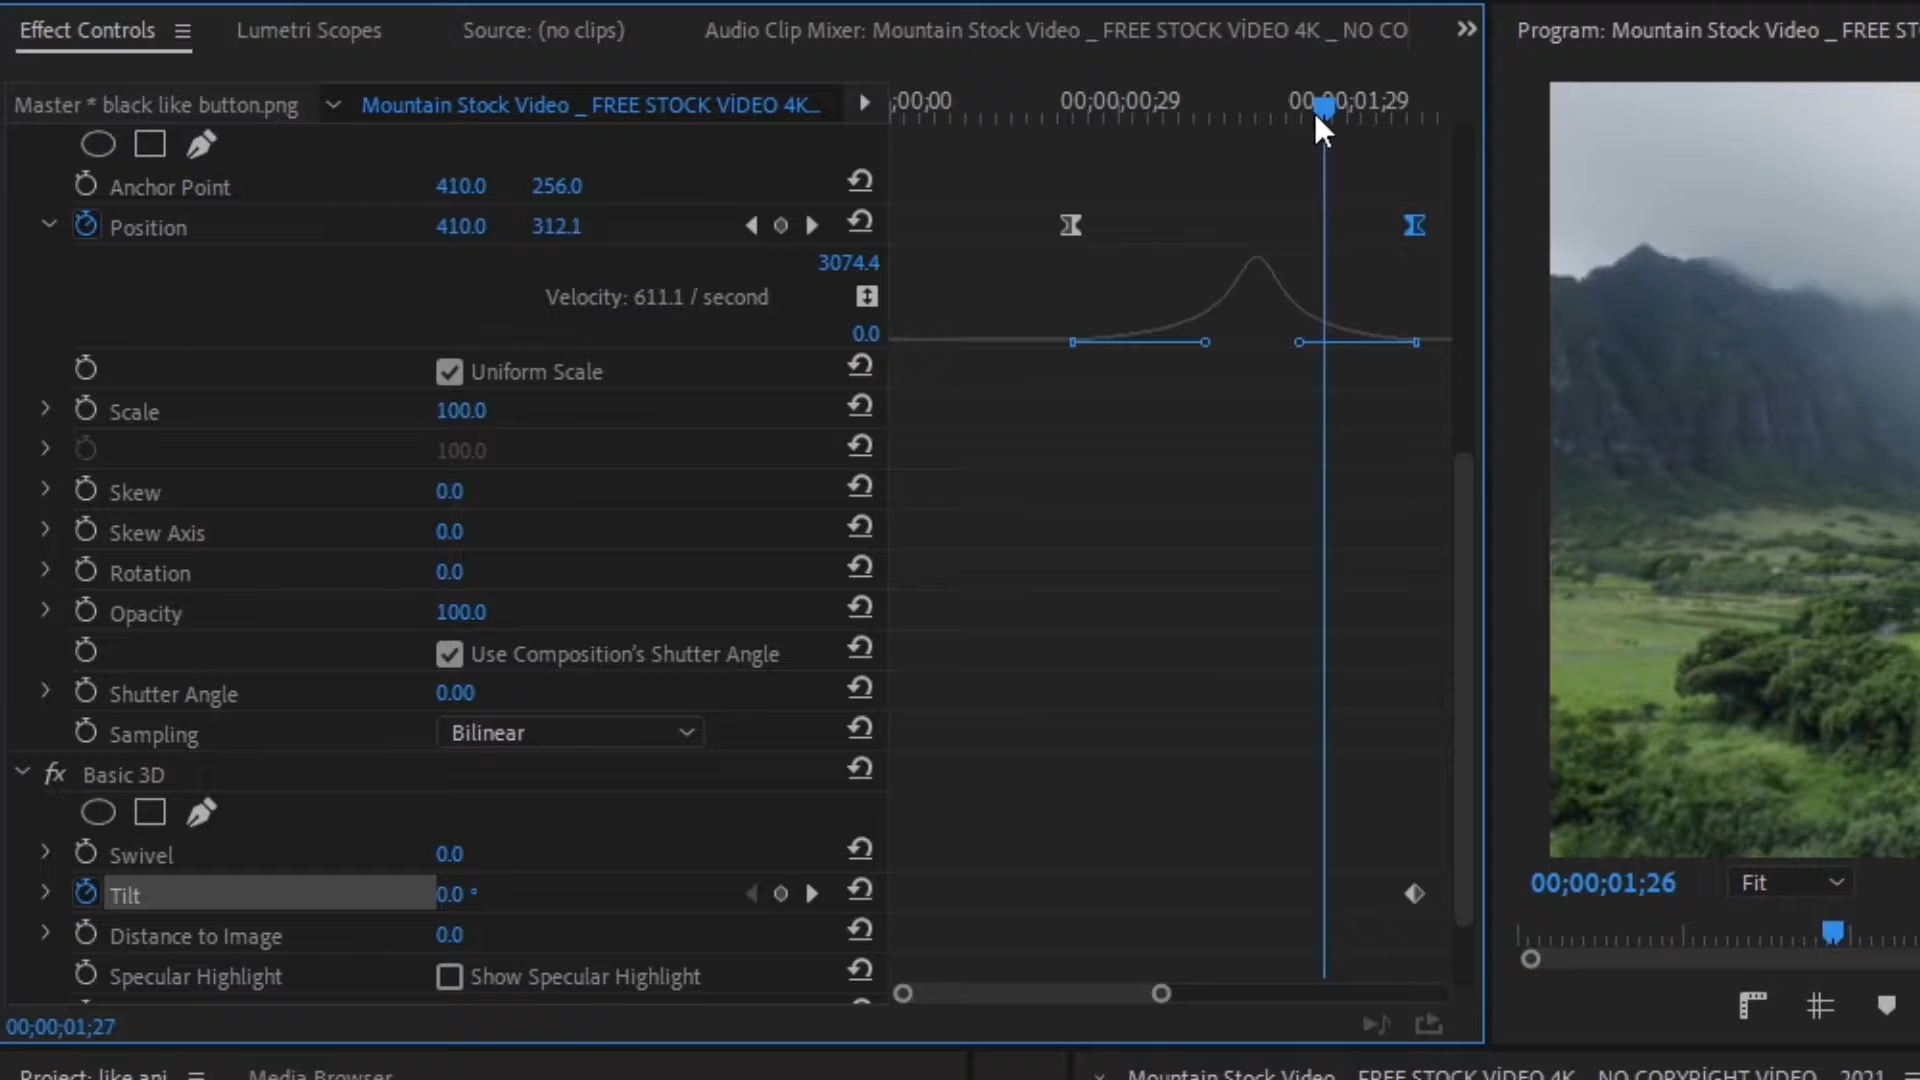 Effect Controls
Lumetri Scopes
Source: (no clips)
Audio Clip Mixer: Mountain Stock Video _ FREE STOCK VİDEO 4K _ NO CO
Program: Mountain Stock Video _ FREE ST
Master * black like button.png
Mountain Stock Video _ FREE STOCK VİDEO 4K...
;00;00
00;00;00;29
00;00;01;29
Anchor Point 410.0 256.0
Position 410.0 312.1
3074.4
Velocity: 611.1 / second
0.0
Uniform Scale
Scale 100.0
100.0
Skew 0.0
Skew Axis 0.0
Rotation 0.0
Opacity 100.0
Use Composition's Shutter Angle
Shutter Angle 0.00
Sampling Bilinear
fx Basic 3D
Swivel 0.0
Tilt 0.0 °
Distance to Image 0.0
Specular Highlight Show Specular Highlight
00;00;01;27
00;00;01;26
Fit
Project: like ani
Media Browser
Mountain Stock Video _ FREE STOCK VİDEO 4K _ NO COPYRİGHT VİDEO _ 2021